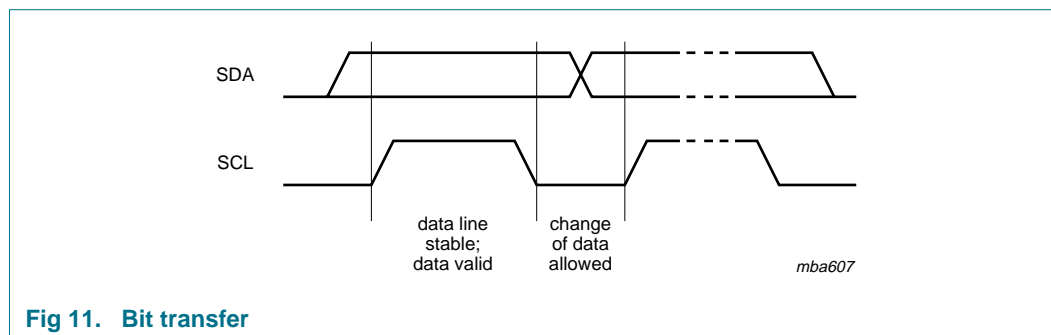 SDA
SCL
data line
stable;
data valid
change
of data
allowed
mba607
Fig 11. Bit transfer